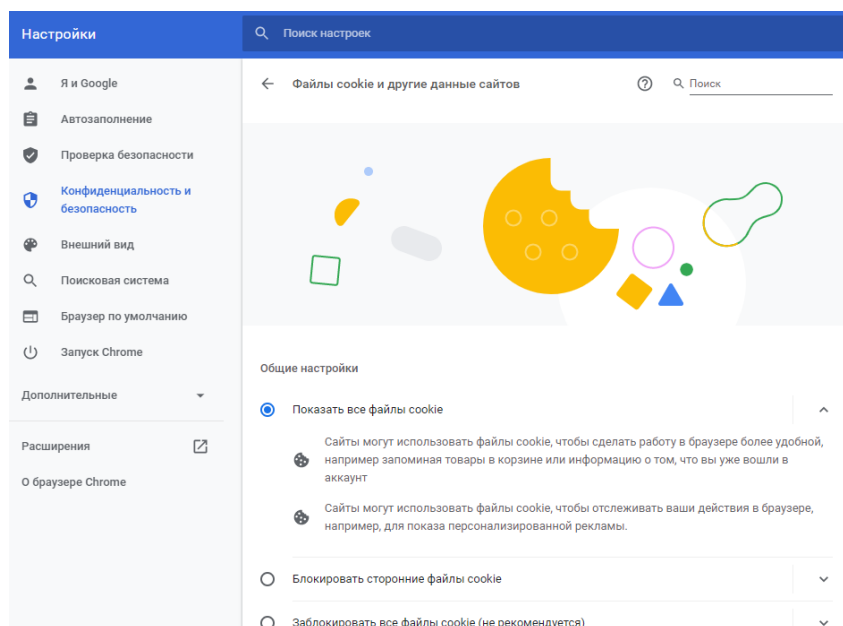 Настройки
Поиск настроек
Я и Google
Автозаполнение
Проверка безопасности
Конфиденциальность и
безопасность
Внешний вид
Поисковая система
Браузер по умолчанию
Запуск Chrome
Дополнительные
Расширения
О браузере Chrome
Файлы cookie и другие данные сайтов
Поиск
Общие настройки
Показать все файлы cookie
Сайты могут использовать файлы cookie, чтобы сделать работу в браузере более удобной,
например запоминая товары в корзине или информацию о том, что вы уже вошли в
аккаунт
Сайты могут использовать файлы cookie, чтобы отслеживать ваши действия в браузере,
например, для показа персонализированной рекламы.
Блокировать сторонние файлы cookie
Заблокировать все файлы cookie (не рекомендуется)